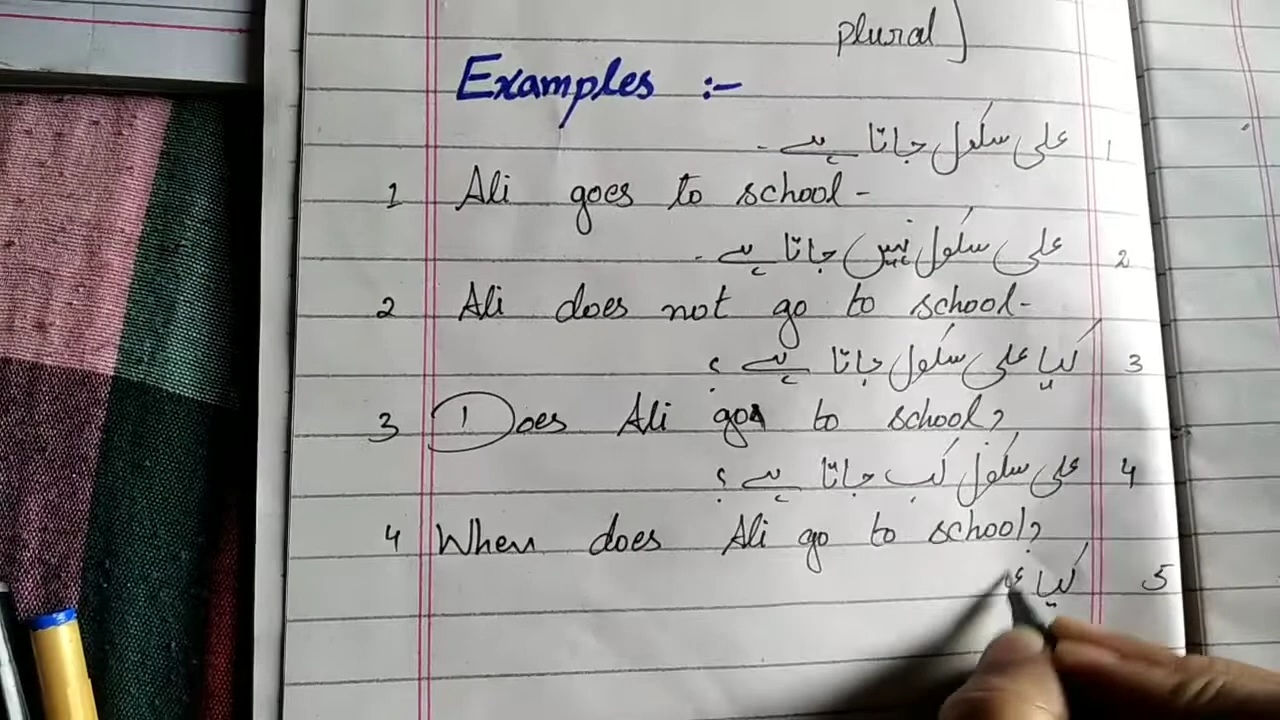 plural]
Examples :-
1 علی سکول جاتا ہے۔
1 Ali goes to school-
2 علی سکول نہیں جاتا ہے۔
2 Ali does not go to school-
3 کیا علی سکول جاتا ہے؟
3 Does Ali go to school?
4 علی سکول کب جاتا ہے؟
4 When does Ali go to school?
5 کیا